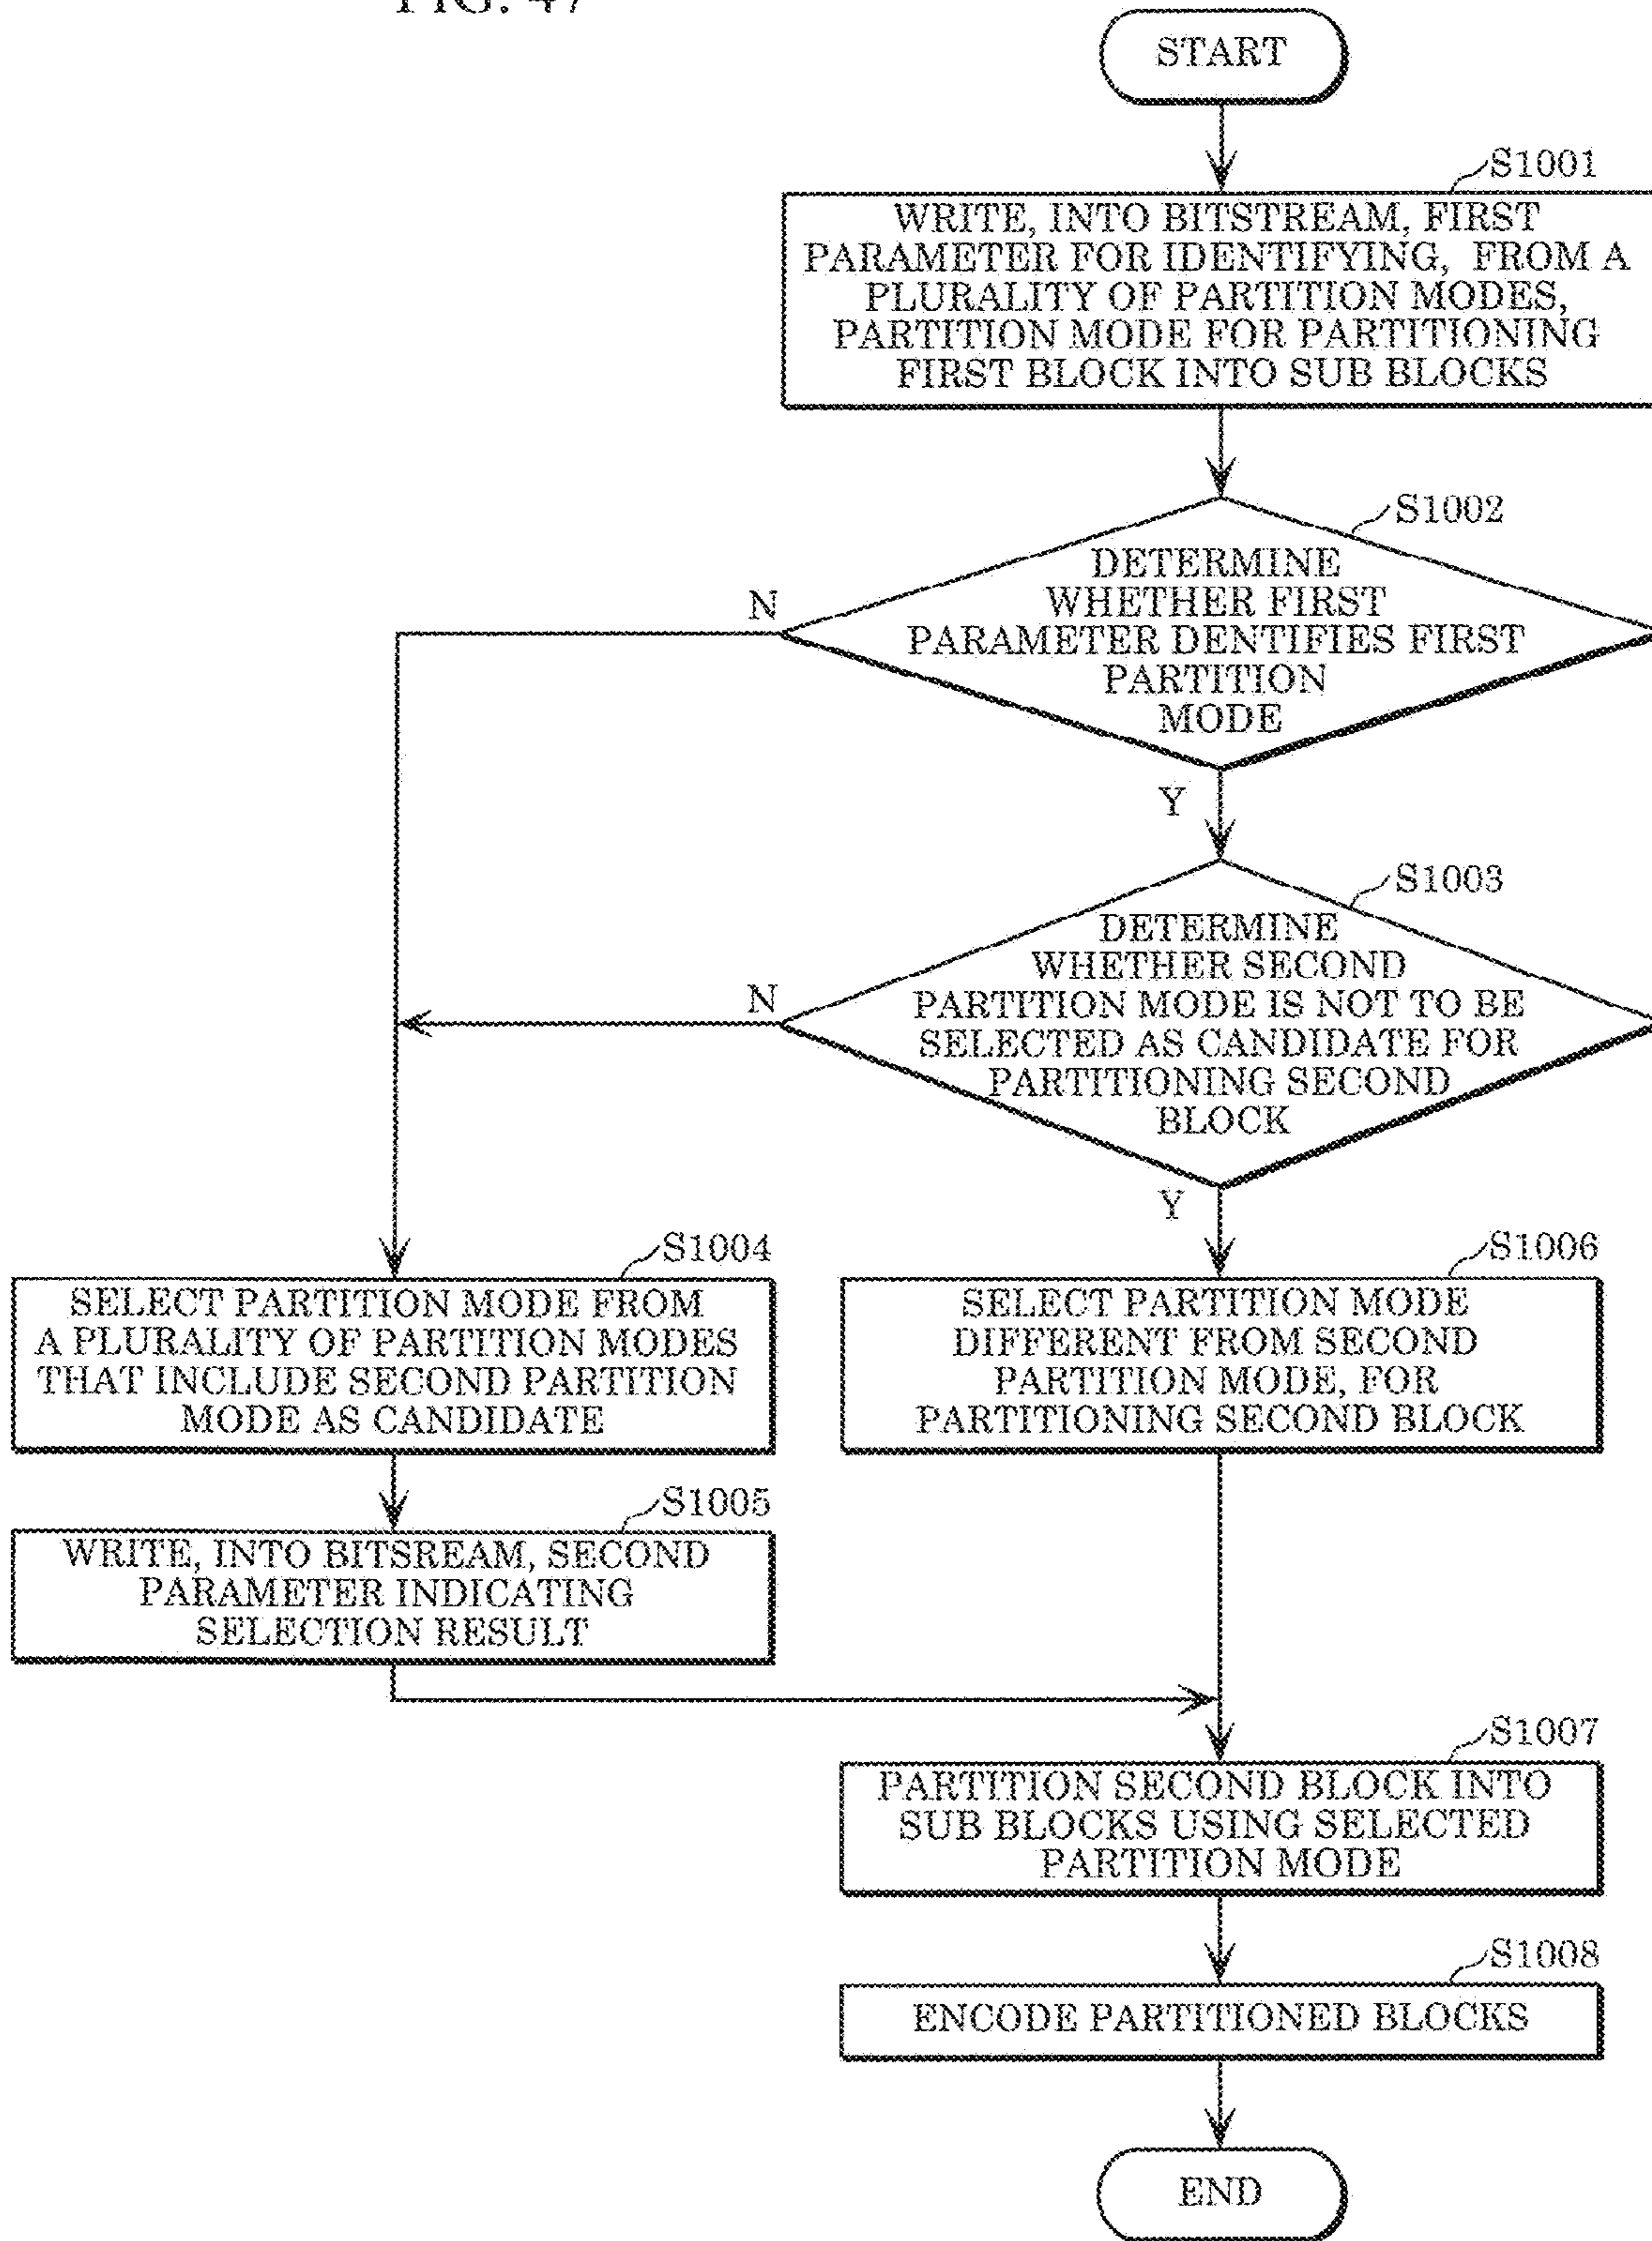 FIG. 47
START
S1001
WRITE, INTO BITSTREAM, FIRST
PARAMETER FOR IDENTIFYING, FROM A
PLURALITY OF PARTITION MODES,
PARTITION MODE FOR PARTITIONING
FIRST BLOCK INTO SUB BLOCKS
S1002
DETERMINE
WHETHER FIRST
PARAMETER DENTIFIES FIRST
PARTITION
MODE
N
Y
S1003
DETERMINE
WHETHER SECOND
PARTITION MODE IS NOT TO BE
SELECTED AS CANDIDATE FOR
PARTITIONING SECOND
BLOCK
N
Y
S1004
SELECT PARTITION MODE FROM
A PLURALITY OF PARTITION MODES
THAT INCLUDE SECOND PARTITION
MODE AS CANDIDATE
S1006
SELECT PARTITION MODE
DIFFERENT FROM SECOND
PARTITION MODE, FOR
PARTITIONING SECOND BLOCK
S1005
WRITE, INTO BITSREAM, SECOND
PARAMETER INDICATING
SELECTION RESULT
S1007
PARTITION SECOND BLOCK INTO
SUB BLOCKS USING SELECTED
PARTITION MODE
S1008
ENCODE PARTITIONED BLOCKS
END